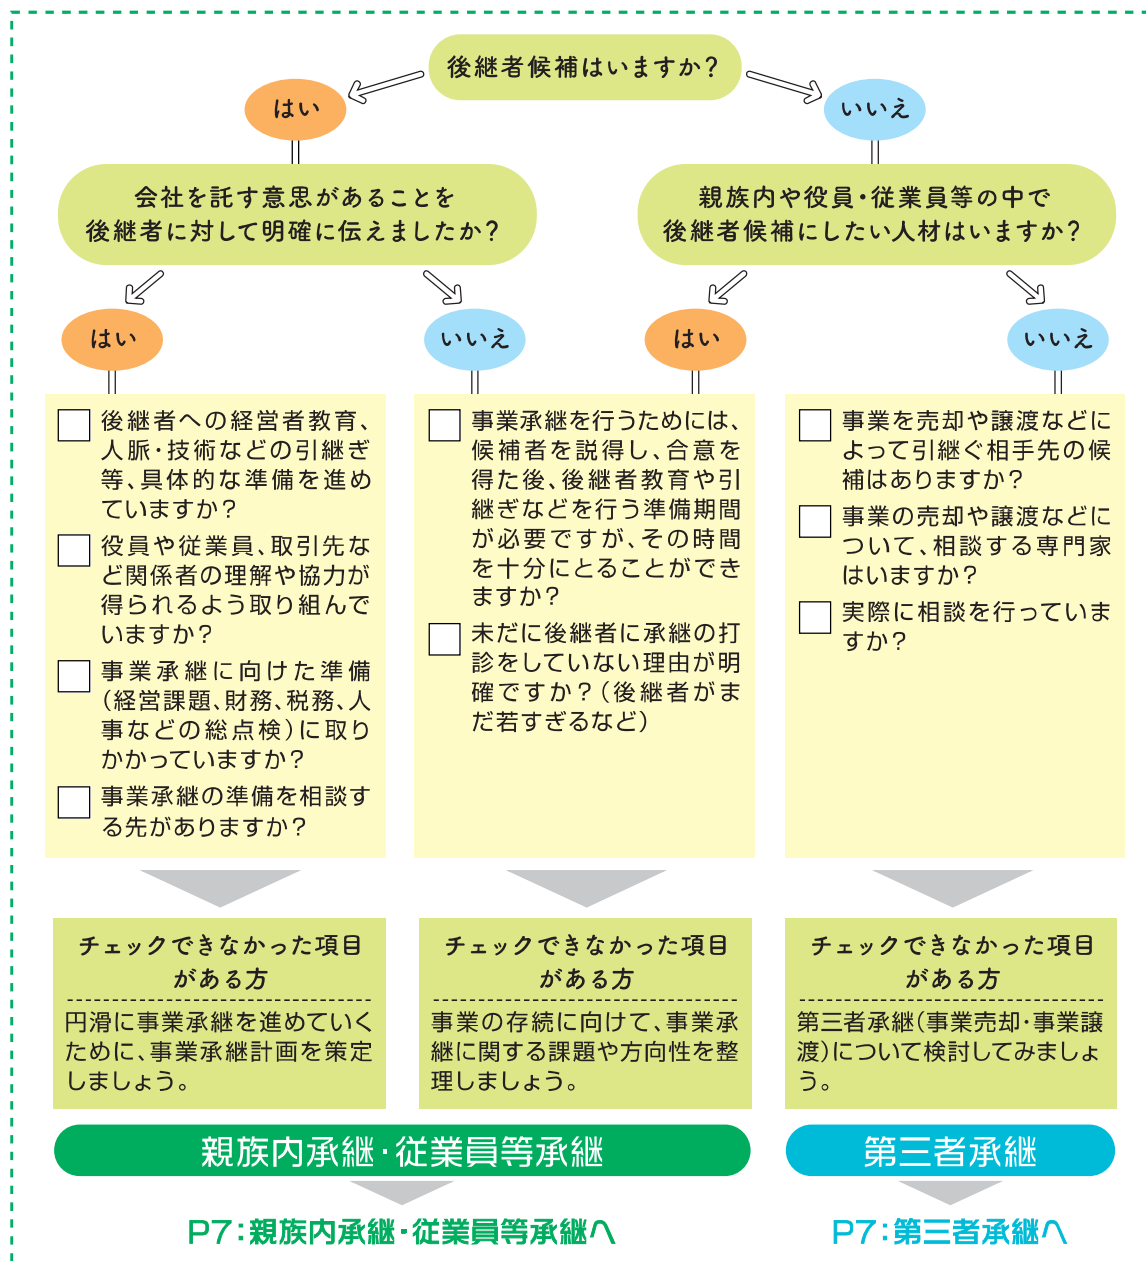 後継者候補はいますか？
はい
いいえ
会社を託す意思があることを
後継者に対して明確に伝えましたか？
親族内や役員・従業員等の中で
後継者候補にしたい人材はいますか？
はい
いいえ
はい
いいえ
後継者への経営者教育、
人脈・技術などの引継ぎ
等、具体的な準備を進め
ていますか？
役員や従業員、取引先な
ど関係者の理解や協力が
得られるよう取り組んで
いますか？
事業承継に向けた準備
（経営課題、財務、税務、人
事などの総点検）に取り
かかっていますか？
事業承継の準備を相談す
る先がありますか？
事業承継を行うためには、
候補者を説得し、合意を
得た後、後継者教育や引
継ぎなどを行う準備期間
が必要ですが、その時間
を十分にとることができ
ますか？
未だに後継者に承継の打
診をしていない理由が明
確ですか？（後継者がま
だ若すぎるなど）
事業を売却や譲渡などに
よって引継ぐ相手先の候
補はありますか？
事業の売却や譲渡などに
ついて、相談する専門家
はいますか？
実際に相談を行っていま
すか？
チェックできなかった項目
がある方
円滑に事業承継を進めていく
ために、事業承継計画を策定
しましょう。
チェックできなかった項目
がある方
事業の存続に向けて、事業承
継に関する課題や方向性を整
理しましょう。
チェックできなかった項目
がある方
第三者承継（事業売却・事業譲
渡）について検討してみましょ
う。
親族内承継・従業員等承継
第三者承継
P7：親族内承継・従業員等承継へ
P7：第三者承継へ